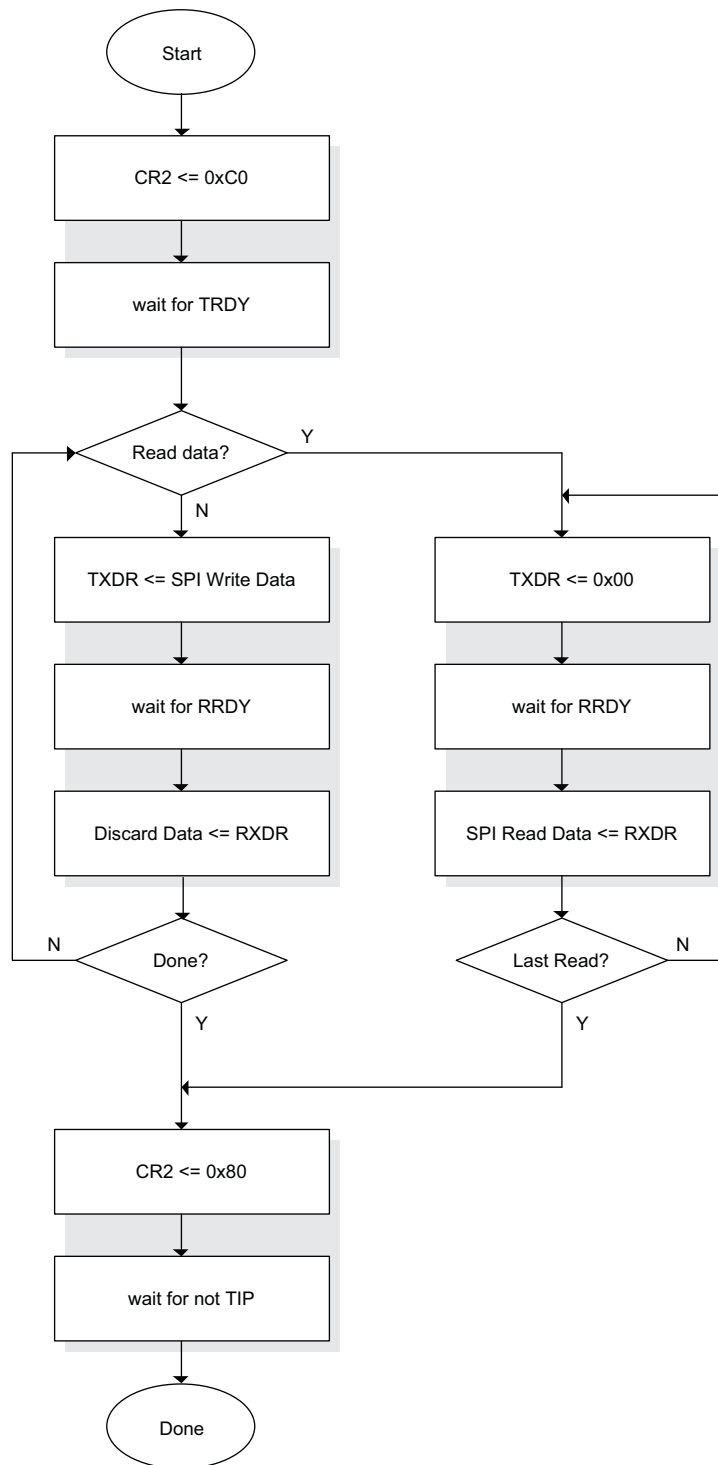 Start
CR2 <= 0xC0
wait for TRDY
Read data?
Y
N
TXDR <= SPI Write Data
TXDR <= 0x00
wait for RRDY
wait for RRDY
Discard Data <= RXDR
SPI Read Data <= RXDR
N
Done?
Last Read?
N
Y
Y
CR2 <= 0x80
wait for not TIP
Done